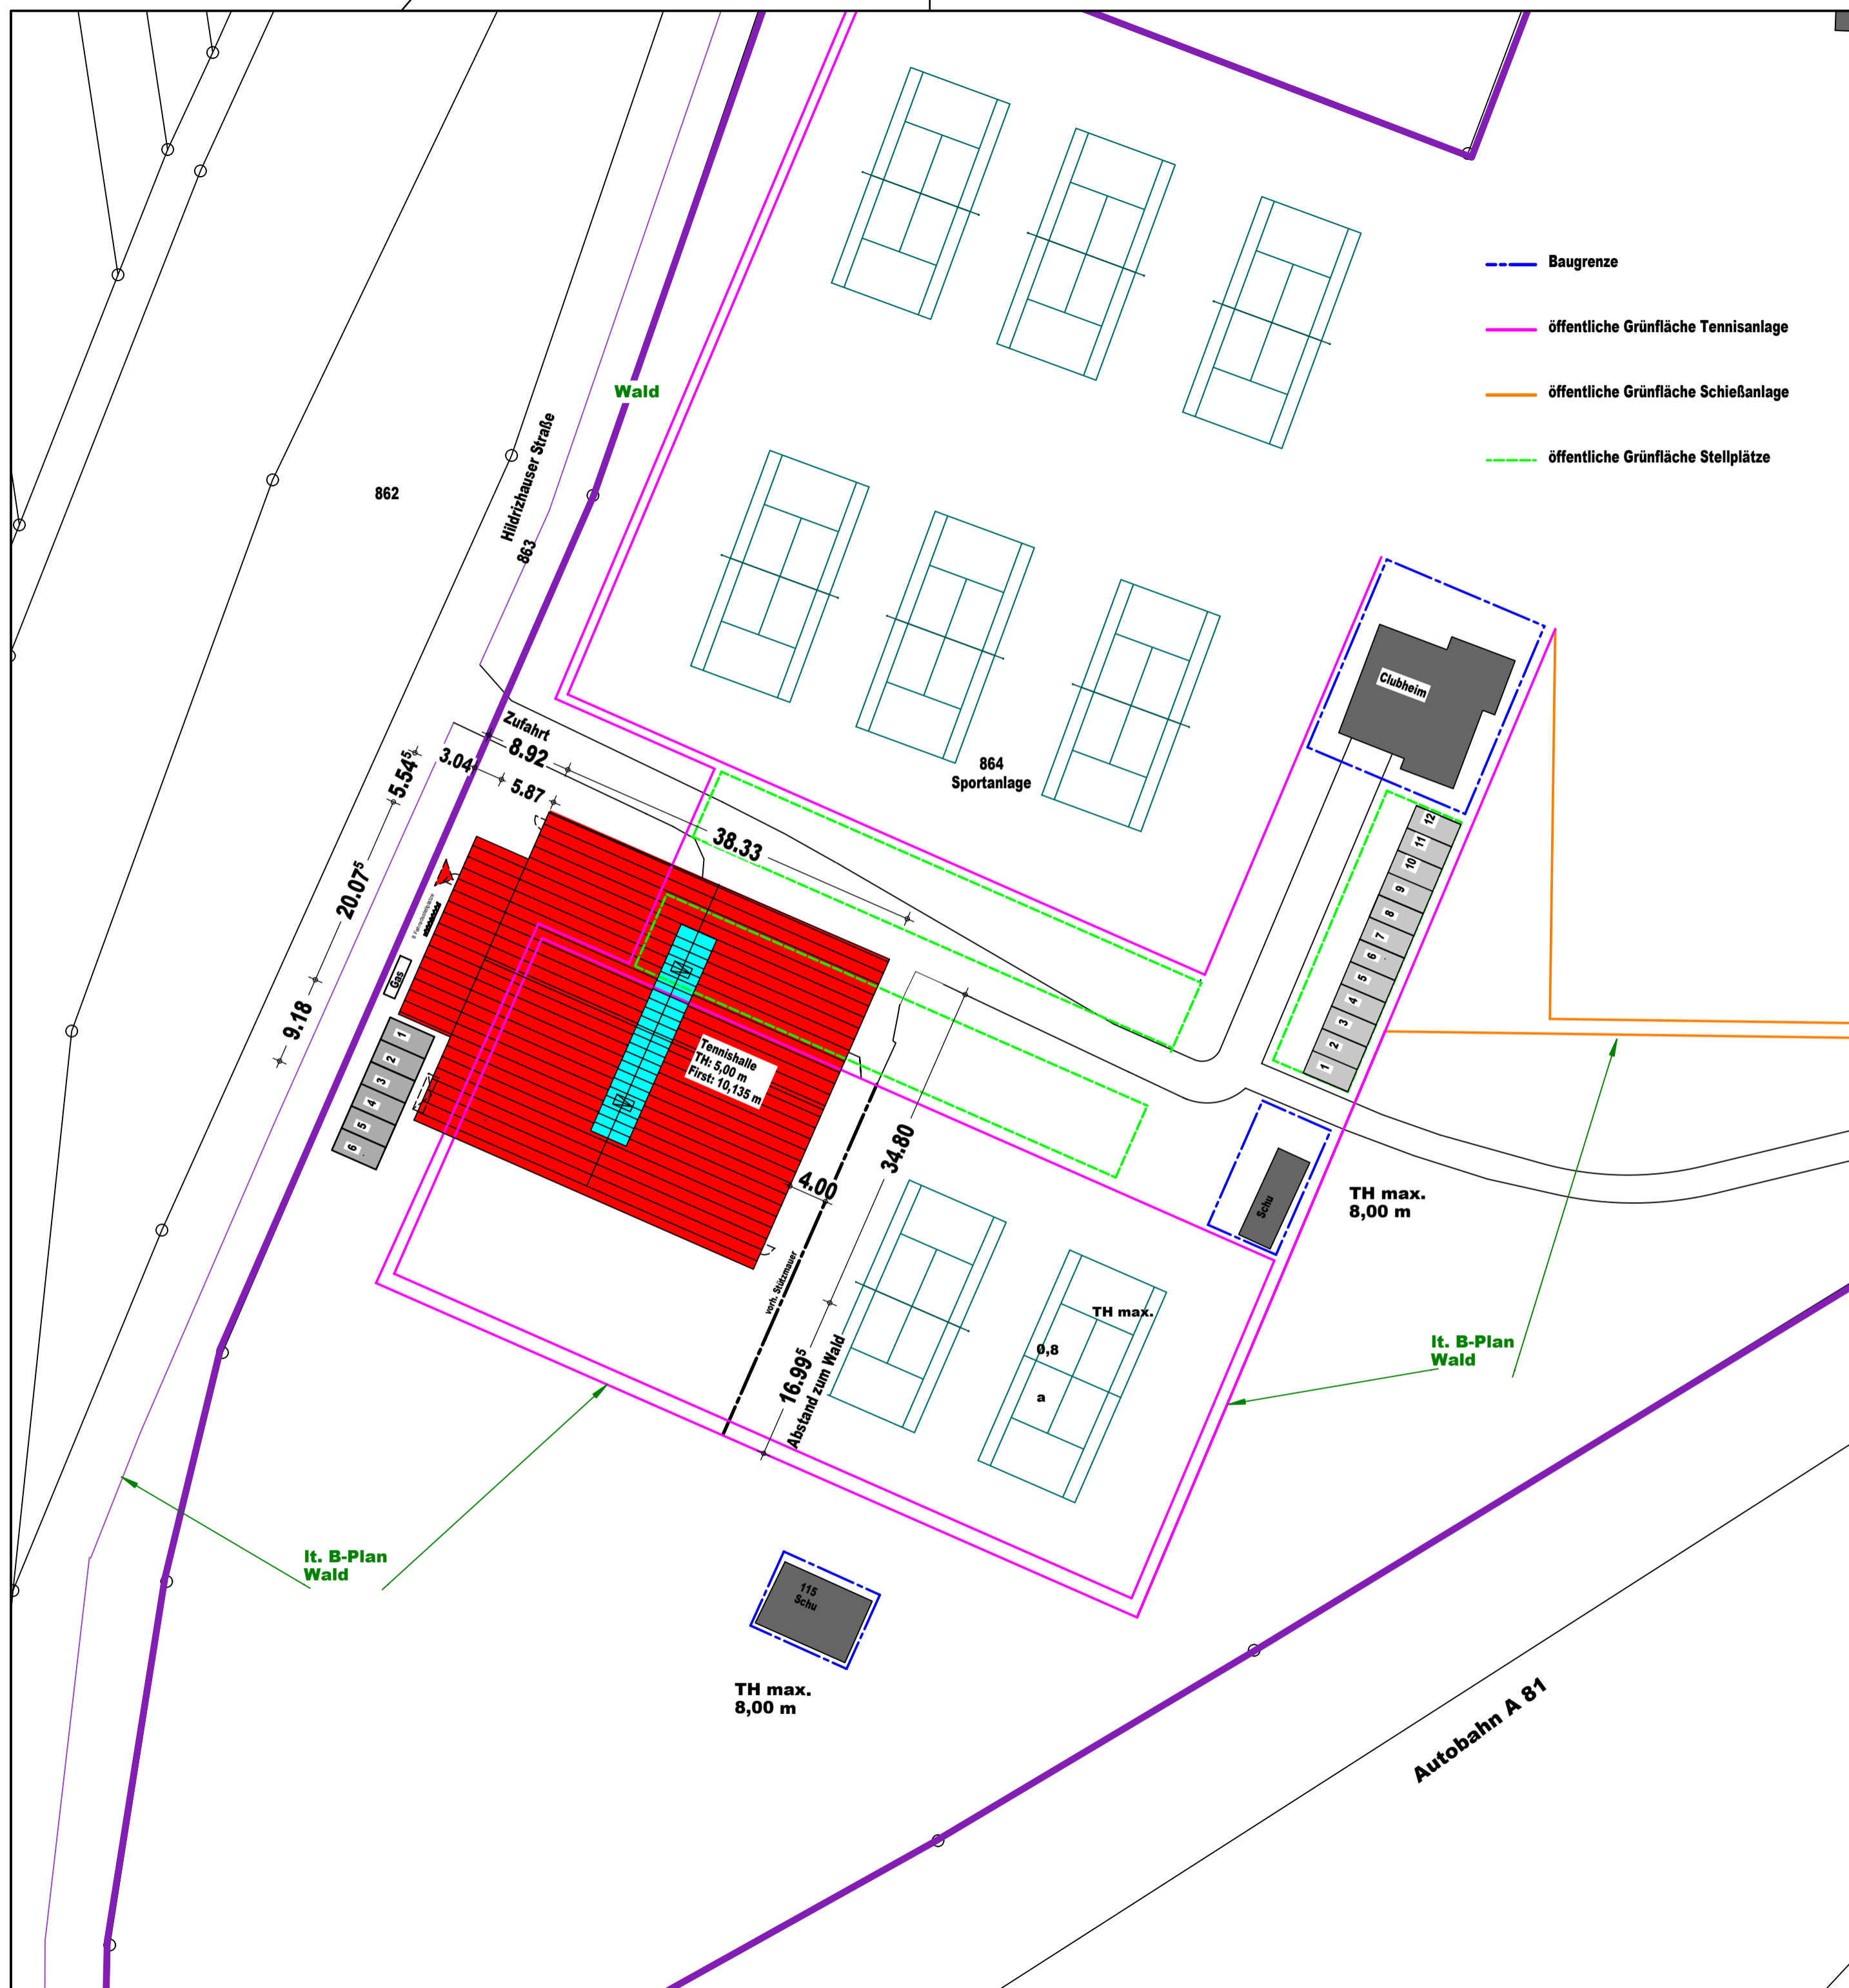 Baugrenze
öffentliche Grünfläche Tennisanlage
öffentliche Grünfläche Schießanlage
öffentliche Grünfläche Stellplätze
Wald
862
Hildrizhauser Straße
863
Zufahrt
8.92
3.04
5.87
5.54⁵
38.33
20.07⁵
9.18
864
Sportanlage
Clubheim
12
11
10
9
8
7
6
5
4
3
2
1
Gas
1
2
3
4
5
6
Tennishalle
TH: 5,00 m
First: 10,135 m
34.80
4.00
vorh. Stützmauer
16.99⁵
Abstand zum Wald
Schu
TH max.
8,00 m
TH max.
0,8
a
lt. B-Plan
Wald
lt. B-Plan
Wald
115
Schu
TH max.
8,00 m
Autobahn A 81